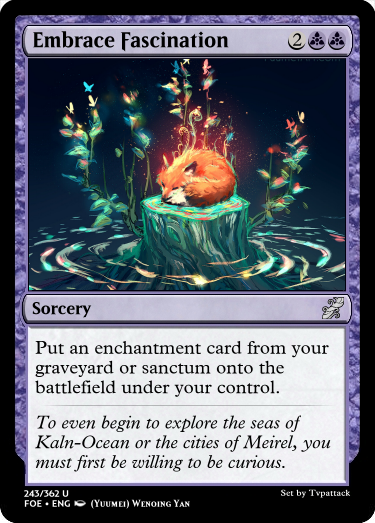 Embrace Fascination 2
Sorcery
Put an enchantment card from your
graveyard or sanctum onto the
battlefield under your control.
To even begin to explore the seas of
Kaln-Ocean or the cities of Meirel, you
must first be willing to be curious.
243/362 U
FOE • ENG (Yuumei) Wenqing Yan
Set by Tvpattack